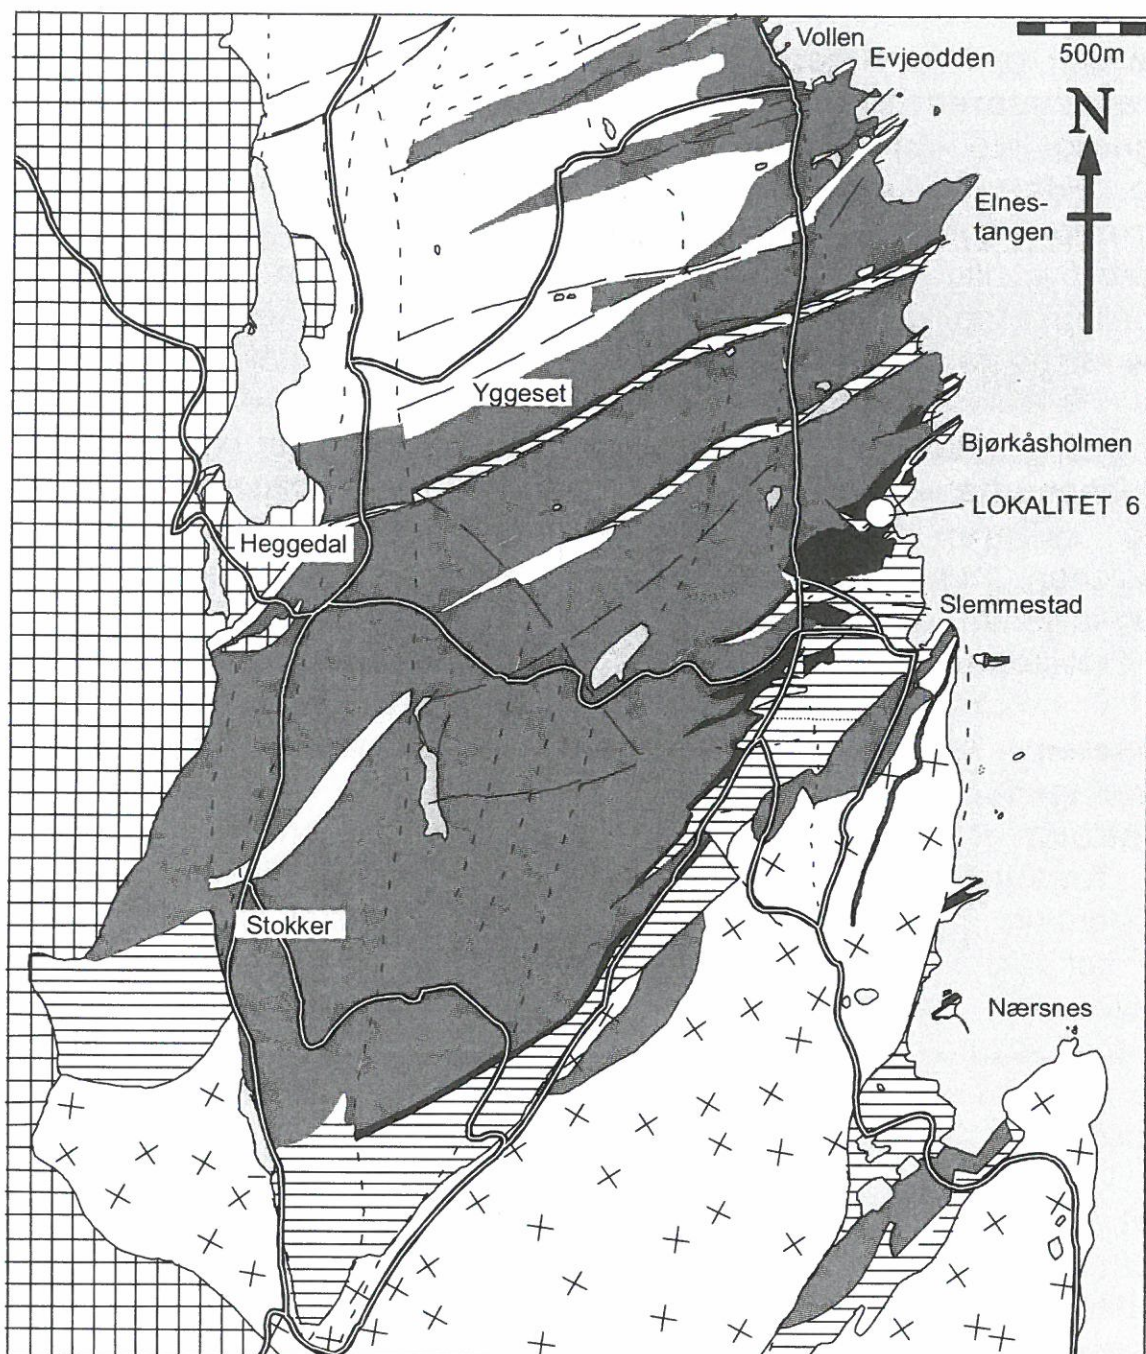 Vollen
Evjeodden
500m
N
Elnes-
tangen
Yggeset
Bjørkåsholmen
LOKALITET 6
Heggedal
Slemmestad
Stokker
Nærsnes